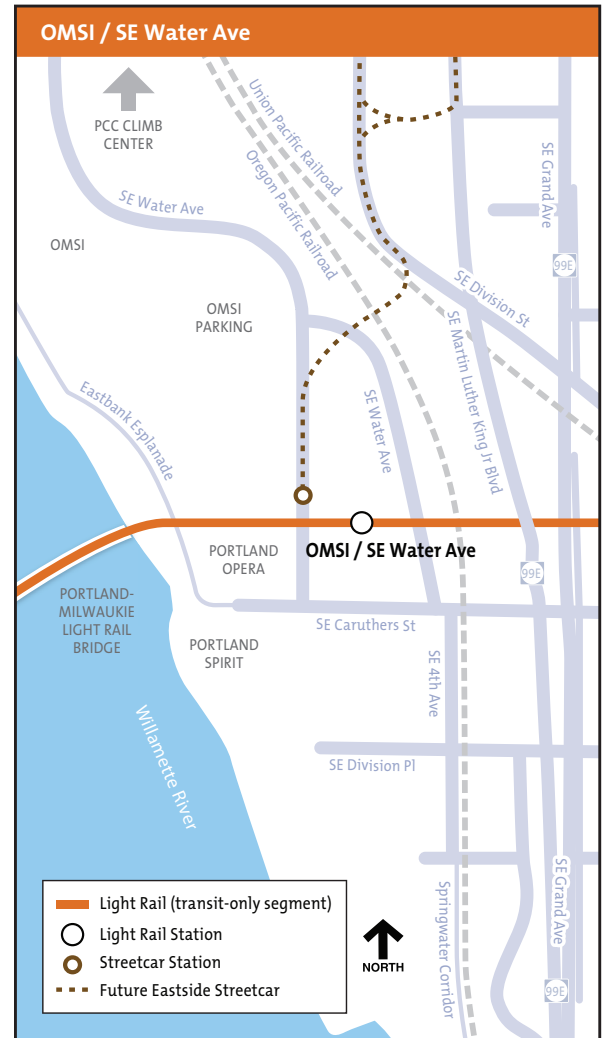 OMSI / SE Water Ave
PCC CLIMB
CENTER
Union Pacific Railroad
Oregon Pacific Railroad
SE Grand Ave
SE Water Ave
OMSI
99E
SE Division St
OMSI
PARKING
SE Martin Luther King Jr Blvd
Eastbank Esplanade
SE Water Ave
PORTLAND
OPERA
OMSI / SE Water Ave
99E
PORTLAND-
MILWAUKIE
LIGHT RAIL
BRIDGE
SE Caruthers St
PORTLAND
SPIRIT
SE 4th Ave
Willamette River
SE Division Pl
SE Grand Ave
Springwater Corridor
99E
Light Rail (transit-only segment)
Light Rail Station
Streetcar Station
Future Eastside Streetcar
NORTH